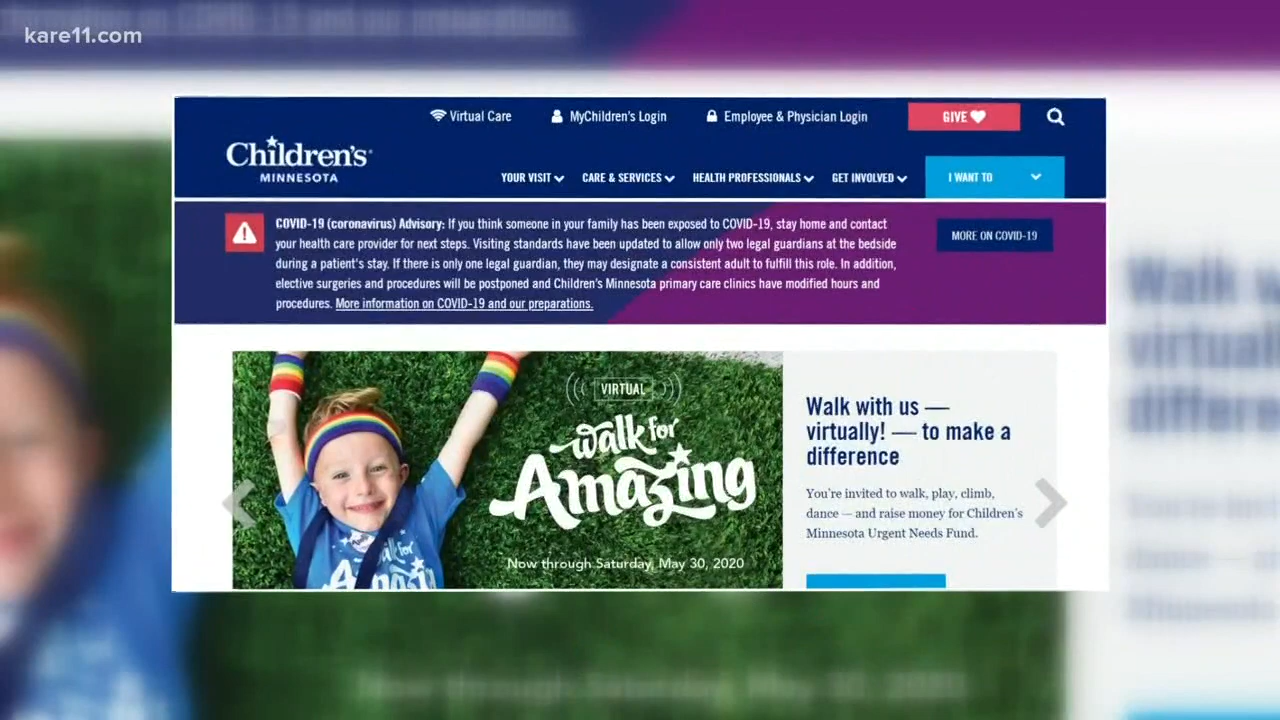 kare11.com
Virtual Care MyChildren's Login Employee & Physician Login GIVE
Children's
MINNESOTA
YOUR VISIT CARE & SERVICES HEALTH PROFESSIONALS GET INVOLVED I WANT TO
COVID-19 (coronavirus) Advisory: If you think someone in your family has been exposed to COVID-19, stay home and contact
your health care provider for next steps. Visiting standards have been updated to allow only two legal guardians at the bedside
during a patient's stay. If there is only one legal guardian, they may designate a consistent adult to fulfill this role. In addition,
elective surgeries and procedures will be postponed and Children's Minnesota primary care clinics have modified hours and
procedures. More information on COVID-19 and our preparations.
MORE ON COVID-19
VIRTUAL
walk for
Amazing
Now through Saturday, May 30, 2020
walk for
Amazing
Walk with us —
virtually! — to make a
difference
You're invited to walk, play, climb,
dance — and raise money for Children's
Minnesota Urgent Needs Fund.